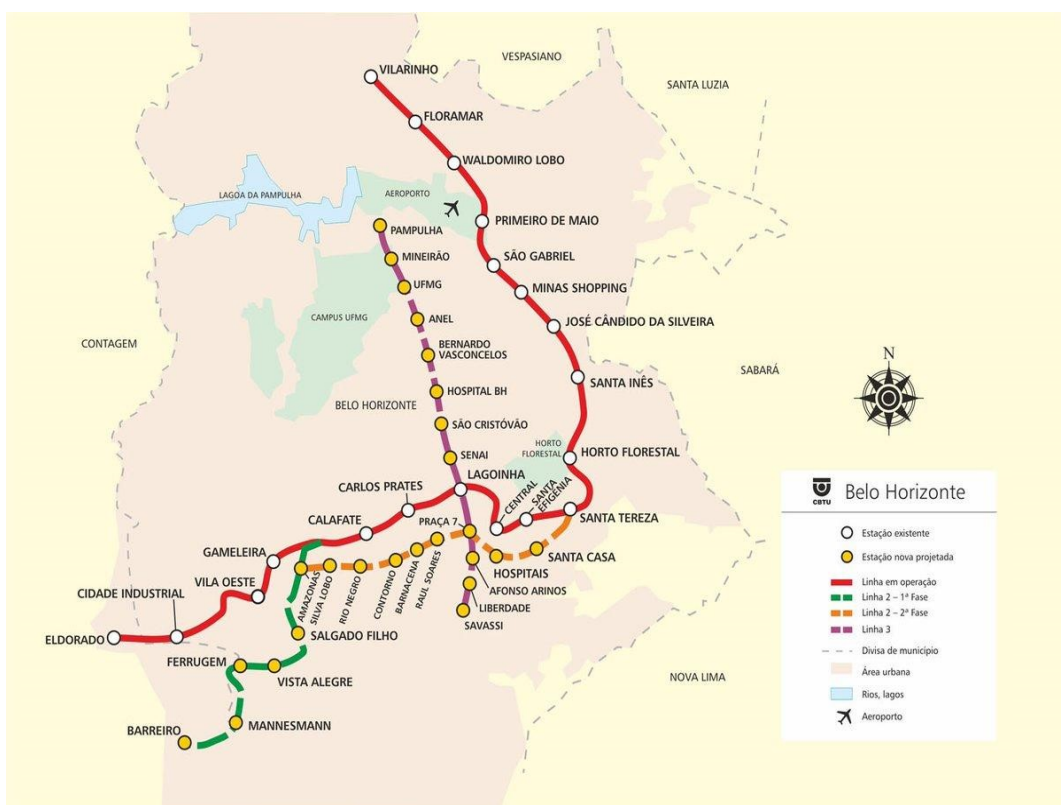 VESPASIANO
VILARINHO
SANTA LUZIA
FLORAMAR
WALDOMIRO LOBO
LAGOA DA PAMPULHA
AEROPORTO
PRIMEIRO DE MAIO
PAMPULHA
SÃO GABRIEL
MINEIRÃO
UFMG
MINAS SHOPPING
CAMPUS UFMG
ANEL
JOSÉ CÂNDIDO DA SILVEIRA
CONTAGEM
BERNARDO
VASCONCELOS
SABARÁ
N
SANTA INÊS
HOSPITAL BH
BELO HORIZONTE
SÃO CRISTÓVÃO
HORTO
FLORESTAL
HORTO FLORESTAL
SENAI
LAGOINHA
CARLOS PRATES
CENTRAL
SANTA
EFIGÊNIA
CALAFATE
PRAÇA 7
SANTA TEREZA
GAMELEIRA
SANTA CASA
HOSPITAIS
VILA OESTE
AMAZONAS
SILVA LOBO
RIO NEGRO
CONTORNO
BARNACENA
RAUL SOARES
AFONSO ARINOS
CIDADE INDUSTRIAL
LIBERDADE
SAVASSI
ELDORADO
SALGADO FILHO
FERRUGEM
VISTA ALEGRE
NOVA LIMA
BARREIRO
MANNESMANN
CBTU
Belo Horizonte
Estação existente
Estação nova projetada
Linha em operação
Linha 2 – 1ª Fase
Linha 2 – 2ª Fase
Linha 3
Divisa de municipio
Área urbana
Rios, lagos
Aeroporto